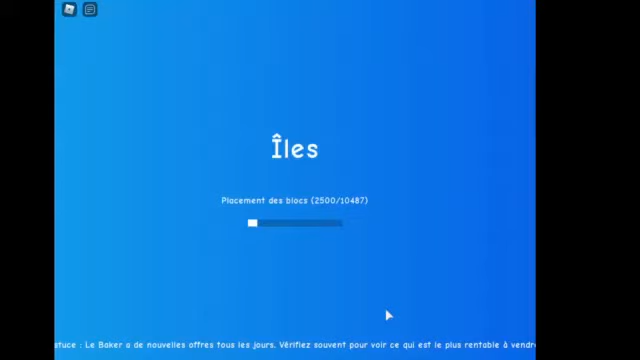 Îles
Placement des blocs (2500/10487)
stuce : Le Baker a de nouvelles offres tous les jours. Vérifiez souvent pour voir ce qui est le plus rentable à vendr